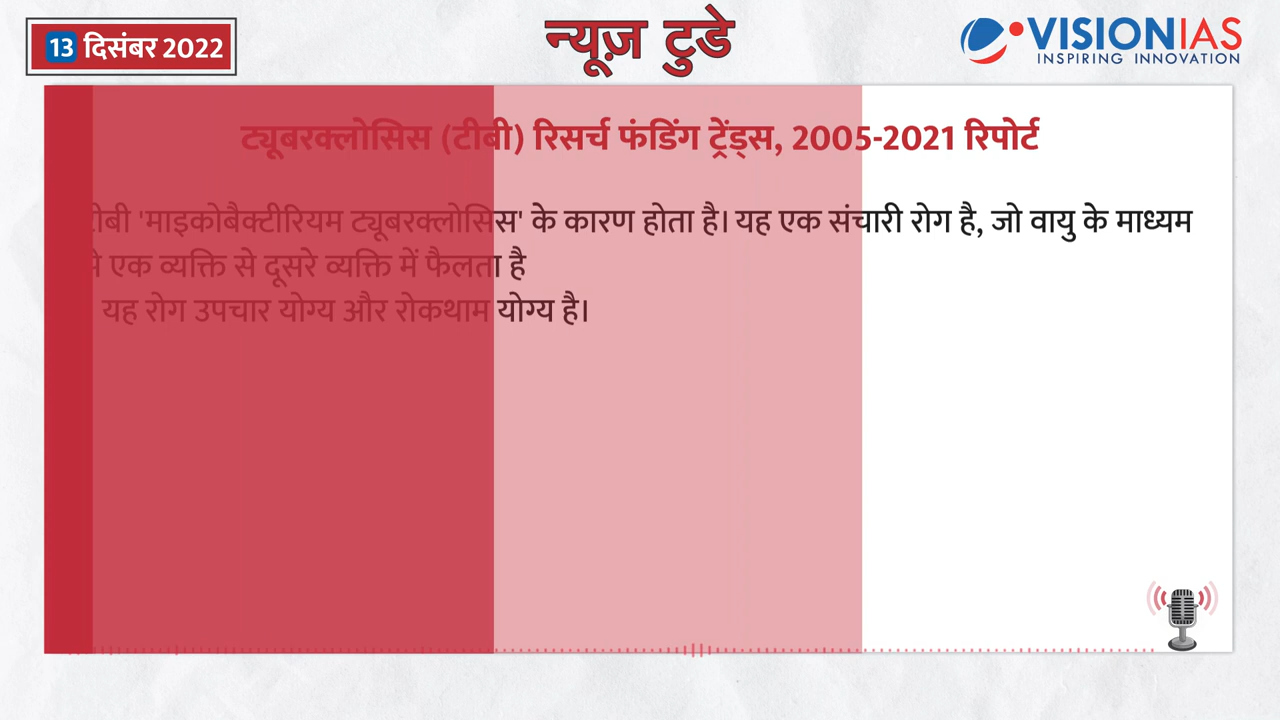 13 दिसंबर 2022
न्यूज़ टुडे
VISIONIAS
INSPIRING INNOVATION
ट्यूबरक्लोसिस (टीबी) रिसर्च फंडिंग ट्रेंड्स, 2005-2021 रिपोर्ट
'माइकोबैक्टीरियम ट्यूबरक्लोसिस' के कारण होता है। यह एक संचारी रोग है, जो वायु के माध्यम
एक व्यक्ति से दूसरे व्यक्ति में फैलता है
यह रोग उपचार योग्य और रोकथाम योग्य है।